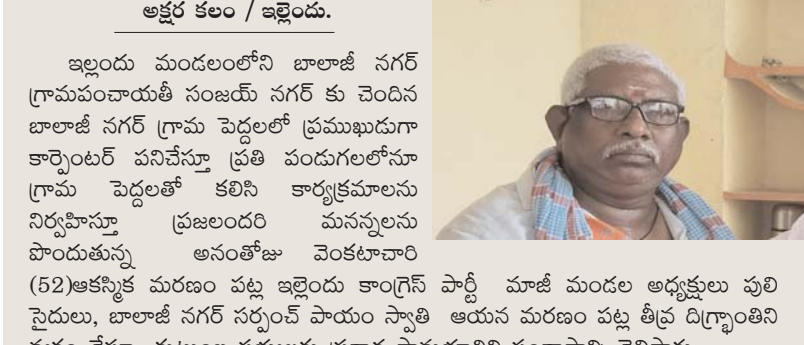 అక్షర కలం / ఇల్లెందు.
ఇల్లందు మండలంలోని బాలాజీ నగర్
గ్రామపంచాయతీ సంజయ్ నగర్ కు చెందిన
బాలాజీ నగర్ గ్రామ పెద్దలలో ప్రముఖుడుగా
కార్పెంటర్ పనిచేస్తూ ప్రతి పండుగలలోనూ
గ్రామ పెద్దలతో కలిసి కార్యక్రమాలను
నిర్వహిస్తూ ప్రజలందరి మనన్నలను
పొందుతున్న అనంతోజు వెంకటాచారి
(52)ఆకస్మిక మరణం పట్ల ఇల్లెందు కాంగ్రెస్ పార్టీ మాజీ మండల అధ్యక్షులు పులి
సైదులు, బాలాజీ నగర్ సర్పంచ్ పాయం స్వాతి ఆయన మరణం పట్ల తీవ్ర దిగ్భ్రాంతిని